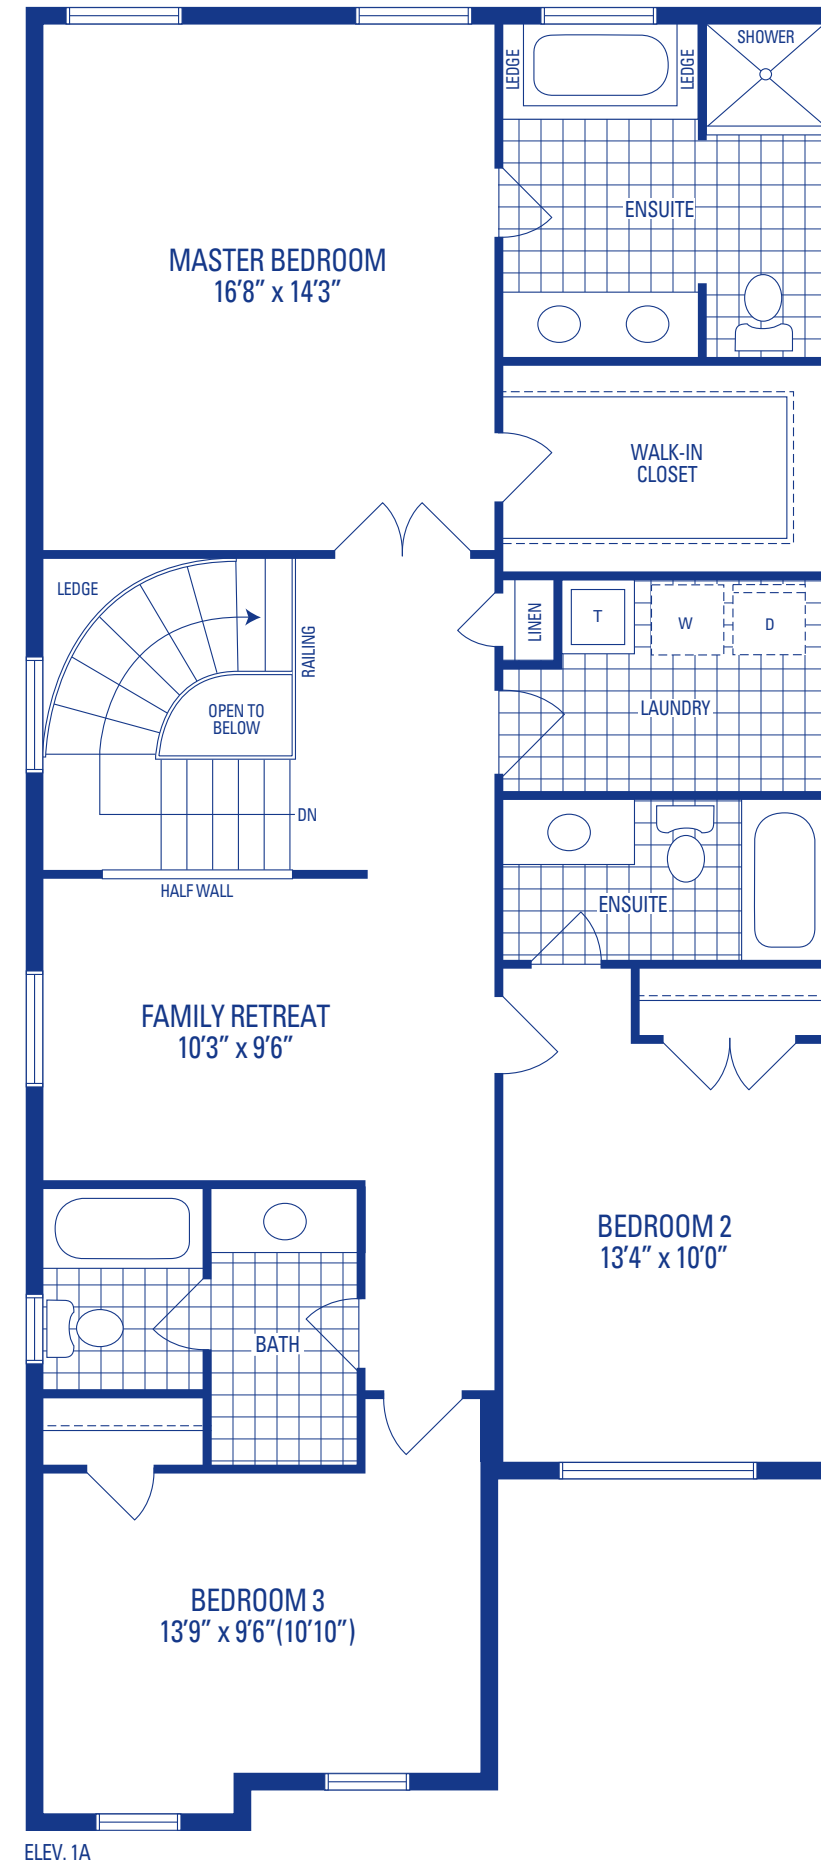 SHOWER
LEDGE
LEDGE
ENSUITE
MASTER BEDROOM
16'8" x 14'3"
WALK-IN
CLOSET
LEDGE
RAILING
LINEN
T
W
D
OPEN TO
BELOW
LAUNDRY
DN
HALF WALL
ENSUITE
FAMILY RETREAT
10'3" x 9'6"
BEDROOM 2
13'4" x 10'0"
BATH
BEDROOM 3
13'9" x 9'6"(10'10")
ELEV. 1A